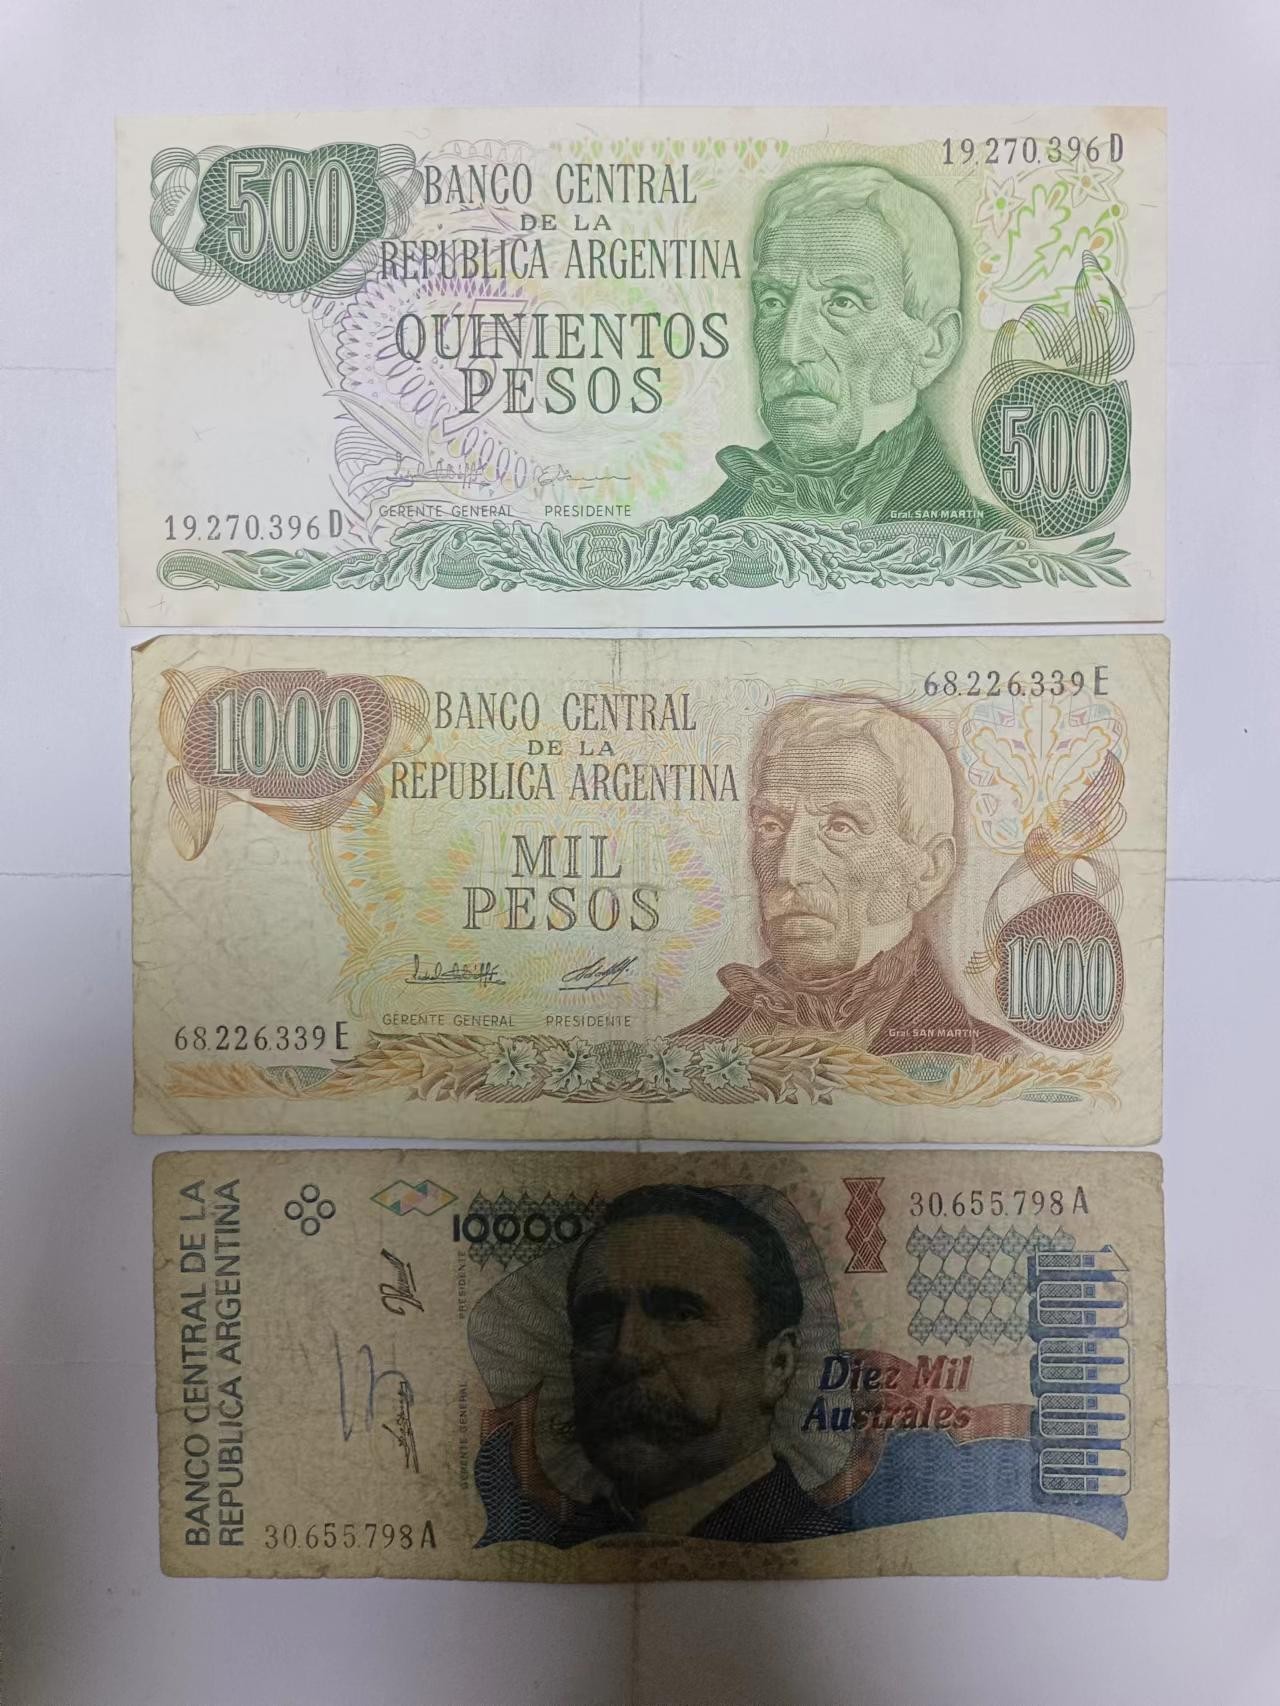 500
19.270.396 D
BANCO CENTRAL
DE LA
REPUBLICA ARGENTINA
QUINIENTOS
PESOS
GERENTE GENERAL PRESIDENTE
Gral. SAN MARTIN
500
19.270.396 D
1000
68.226.339 E
BANCO CENTRAL
DE LA
REPUBLICA ARGENTINA
MIL
PESOS
GERENTE GENERAL PRESIDENTE
Gral. SAN MARTIN
1000
68.226.339 E
BANCO CENTRAL DE LA
REPUBLICA ARGENTINA
10000
PRESIDENTE
GERENTE GENERAL
30.655.798 A
Diez Mil
Australes
10000
30.655.798 A